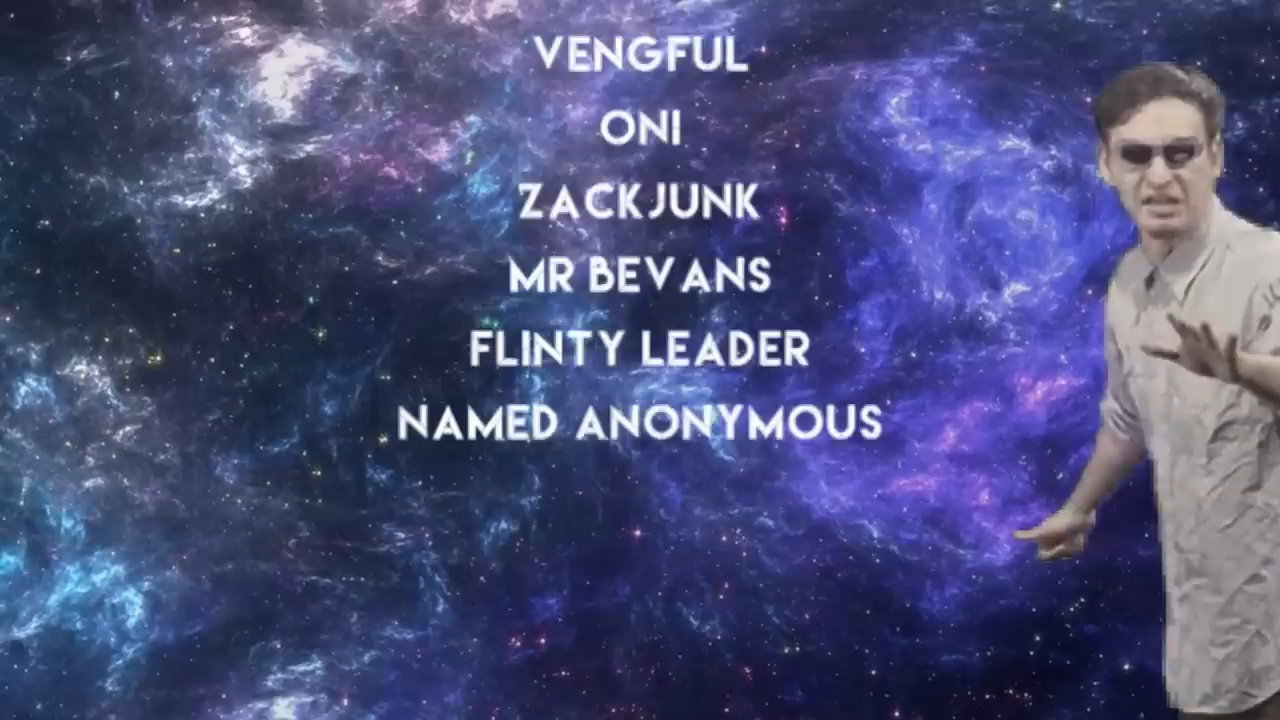 VENGFUL
ONI
ZACKJUNK
MR BEVANS
FLINTY LEADER
NAMED ANONYMOUS